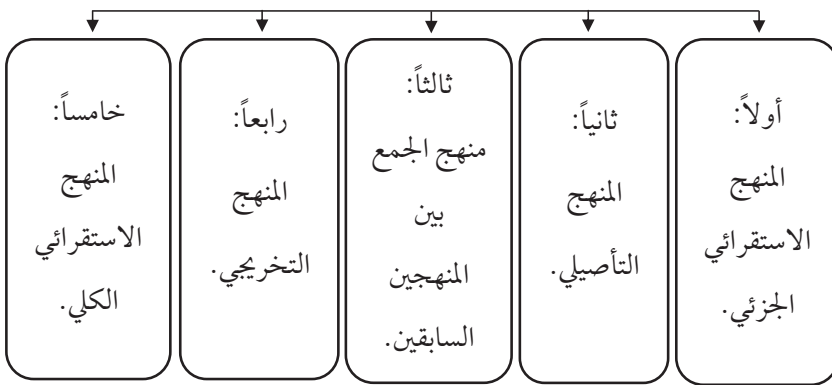 أولاً:
المنهج
الاستقرائي
الجزئي.
ثانياً:
المنهج
التأصيلي.
ثالثاً:
منهج الجمع
بين
المنهجين
السابقين.
رابعاً:
المنهج
التخريجي.
خامساً:
المنهج
الاستقرائي
الكلي.